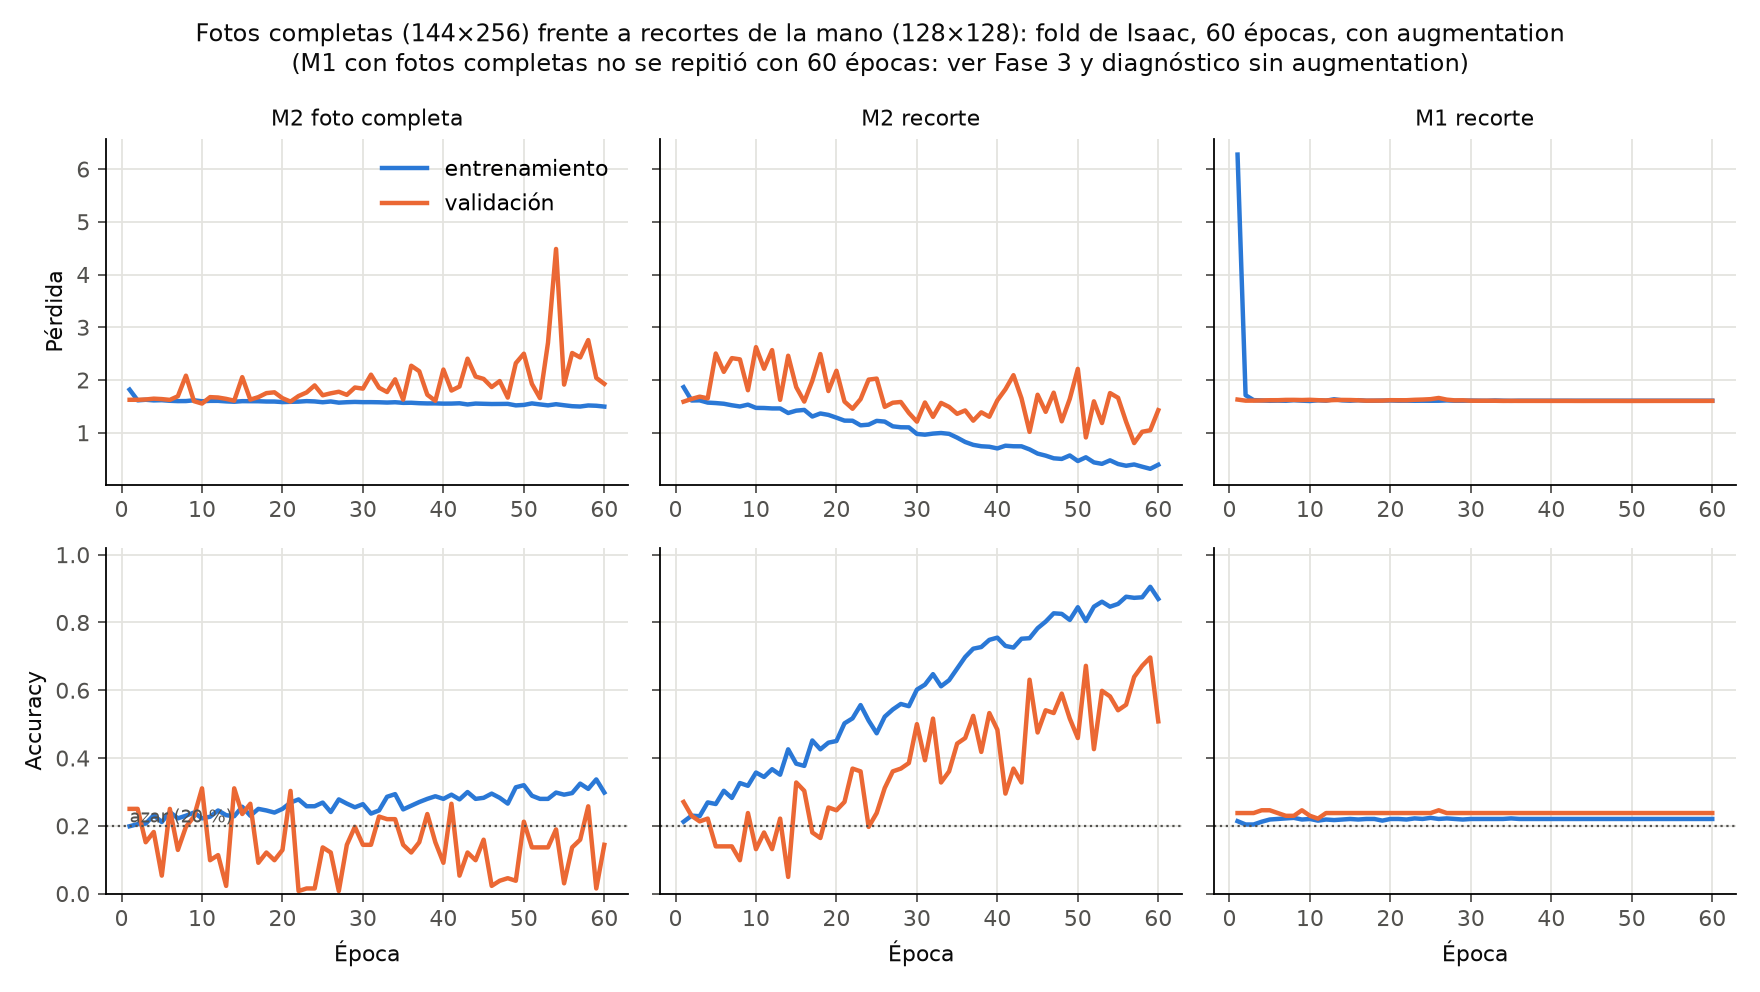 Fotos completas (144×256) frente a recortes de la mano (128×128): fold de Isaac, 60 épocas, con augmentation
(M1 con fotos completas no se repitió con 60 épocas: ver Fase 3 y diagnóstico sin augmentation)
M2 foto completa
M2 recorte
M1 recorte
entrenamiento
validación
Pérdida
6
5
4
3
2
1
0 10 20 30 40 50 60
0 10 20 30 40 50 60
0 10 20 30 40 50 60
Accuracy
1.0
0.8
0.6
0.4
0.2
0.0
azar (20 %)
0 10 20 30 40 50 60
0 10 20 30 40 50 60
0 10 20 30 40 50 60
Época
Época
Época